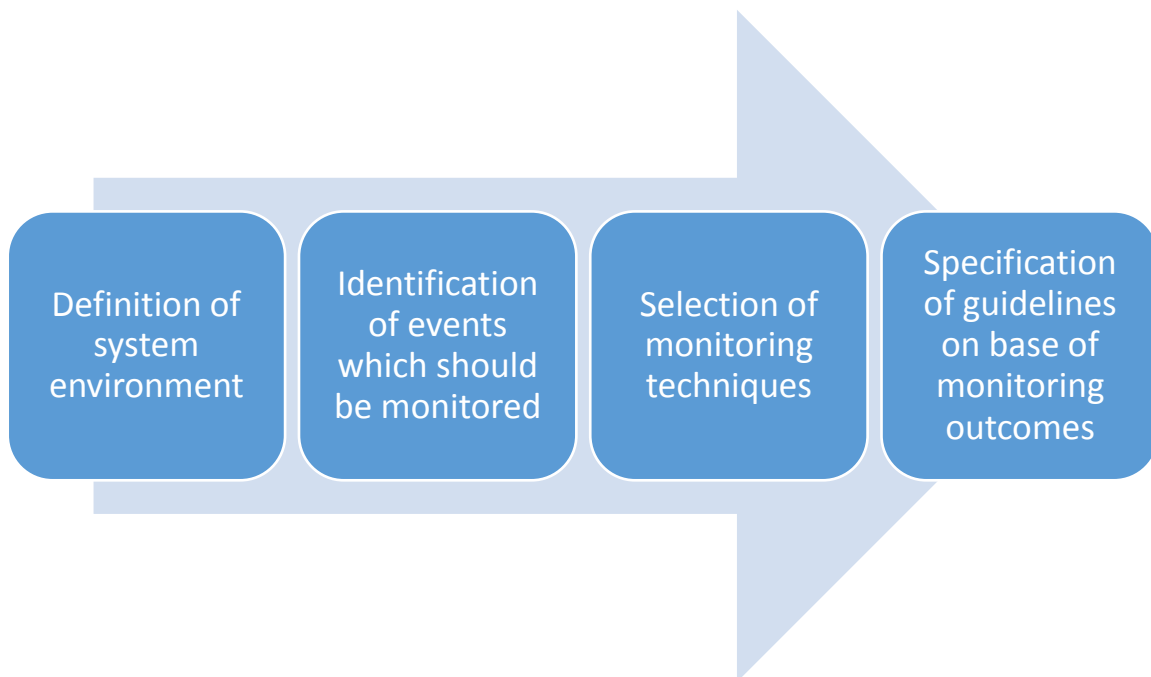 Definition of
system
environment
Identification
of events
which should
be monitored
Selection of
monitoring
techniques
Specification
of guidelines
on base of
monitoring
outcomes